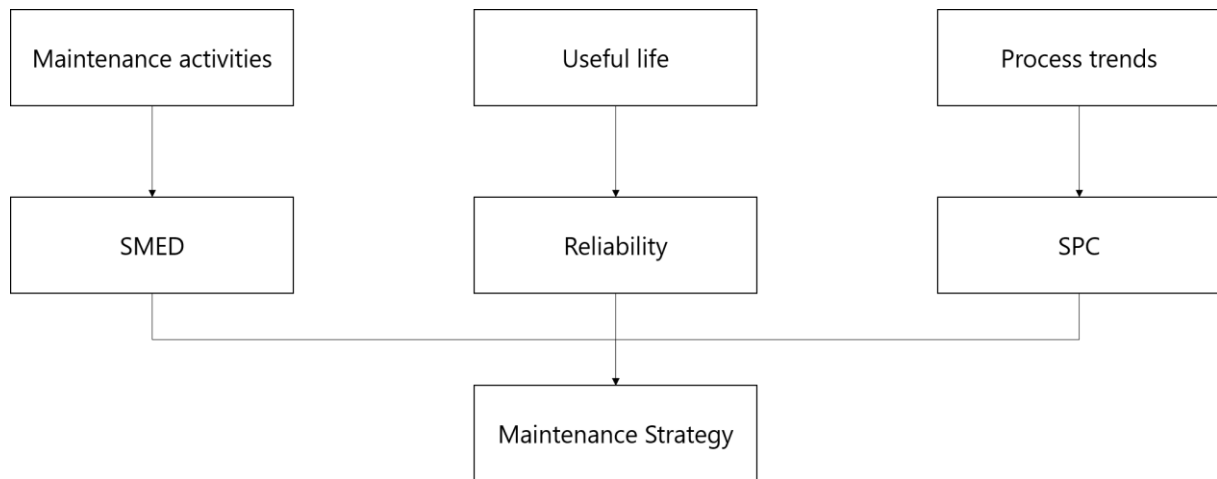 Maintenance activities
Useful life
Process trends
SMED
Reliability
SPC
Maintenance Strategy